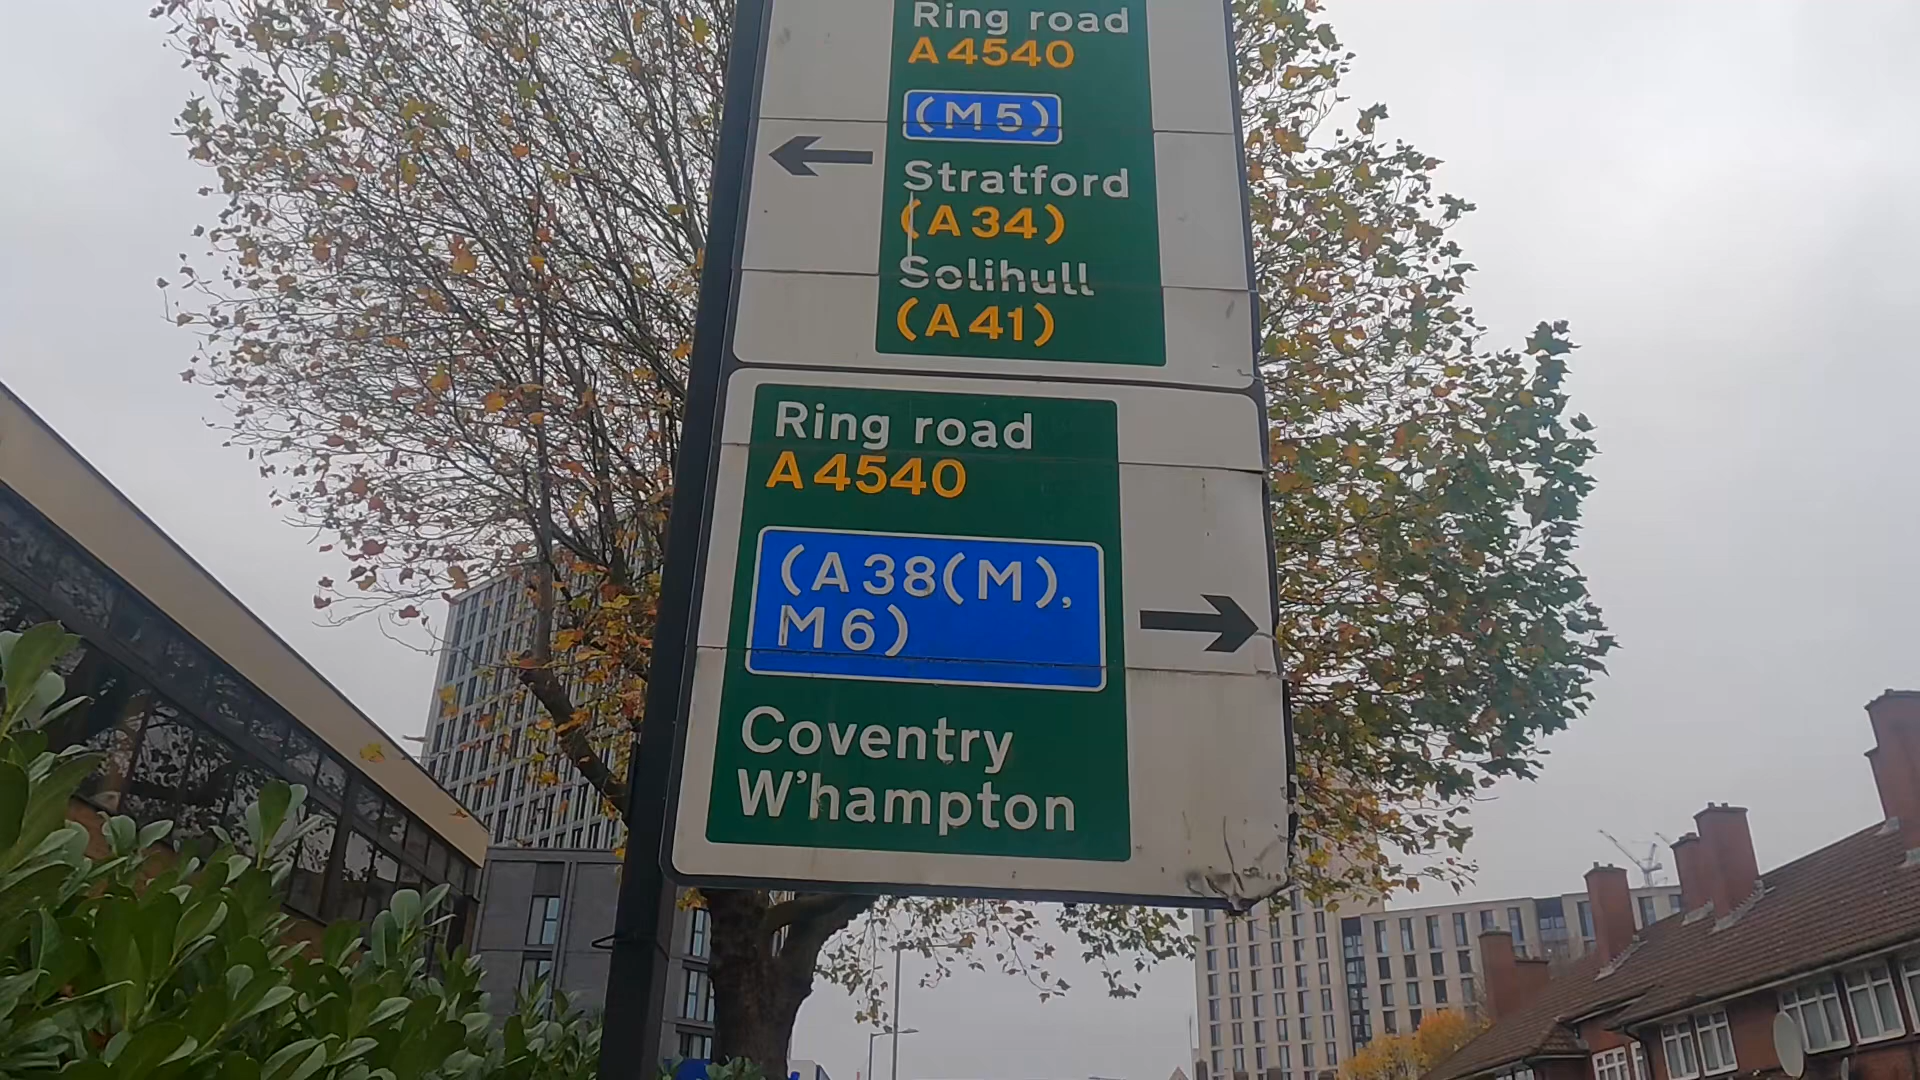 Ring road
A4540
(M5)
Stratford
(A34)
Solihull
(A41)
Ring road
A4540
(A38(M),
M6)
Coventry
W'hampton